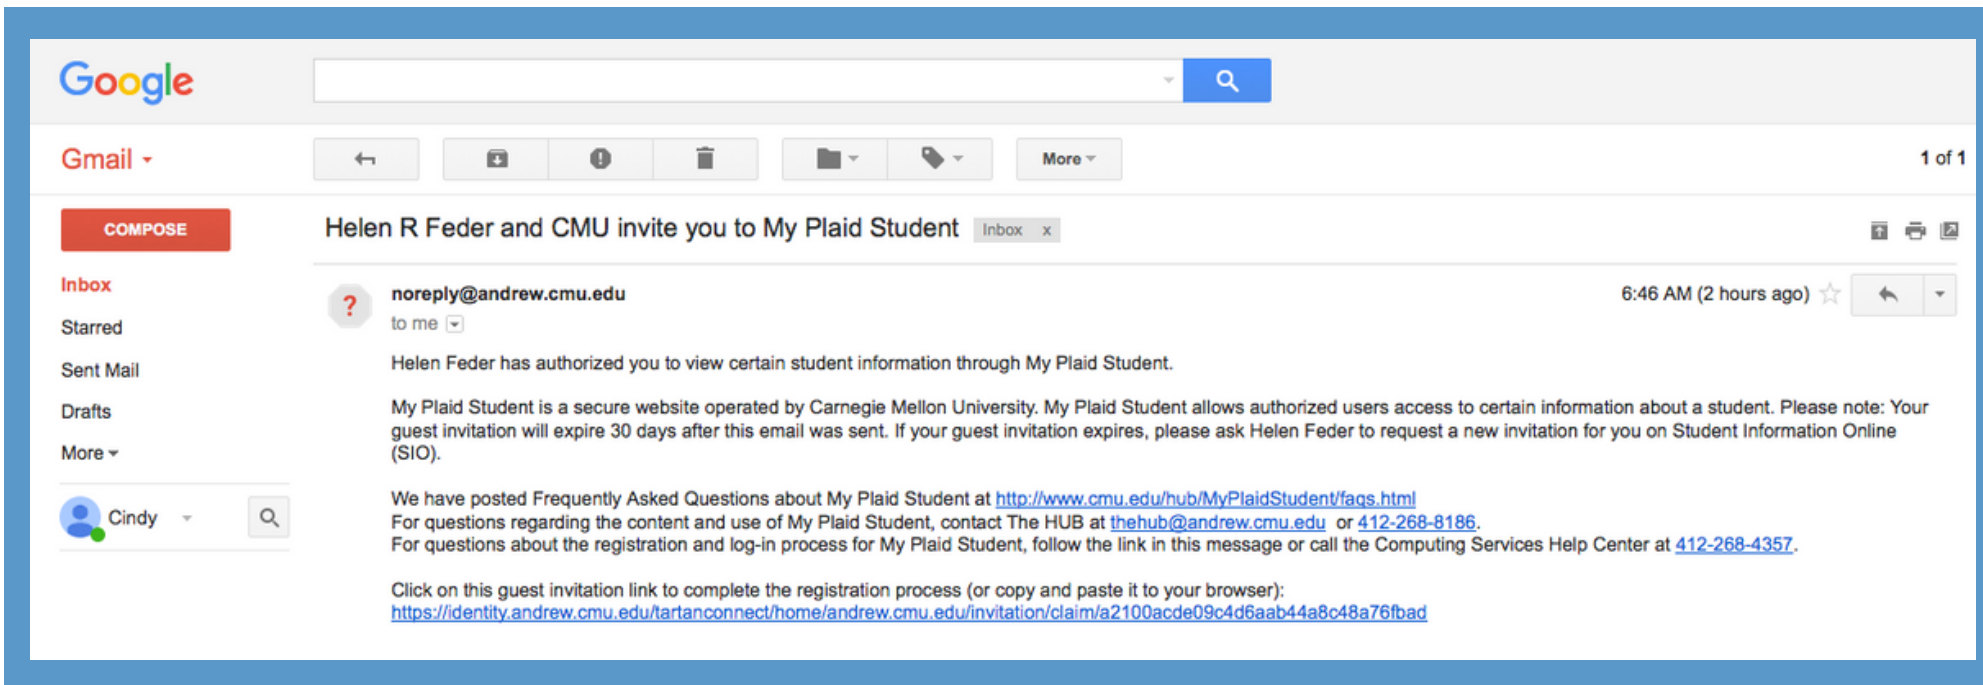 Google
Gmail
More
1 of 1
COMPOSE
Helen R Feder and CMU invite you to My Plaid Student Inbox x
Inbox
Starred
Sent Mail
Drafts
More
Cindy
? noreply@andrew.cmu.edu 6:46 AM (2 hours ago)
to me
Helen Feder has authorized you to view certain student information through My Plaid Student.
My Plaid Student is a secure website operated by Carnegie Mellon University. My Plaid Student allows authorized users access to certain information about a student. Please note: Your
guest invitation will expire 30 days after this email was sent. If your guest invitation expires, please ask Helen Feder to request a new invitation for you on Student Information Online
(SIO).
We have posted Frequently Asked Questions about My Plaid Student at http://www.cmu.edu/hub/MyPlaidStudent/faqs.html
For questions regarding the content and use of My Plaid Student, contact The HUB at thehub@andrew.cmu.edu or 412-268-8186.
For questions about the registration and log-in process for My Plaid Student, follow the link in this message or call the Computing Services Help Center at 412-268-4357.
Click on this guest invitation link to complete the registration process (or copy and paste it to your browser):
https://identity.andrew.cmu.edu/tartanconnect/home/andrew.cmu.edu/invitation/claim/a2100acde09c4d6aab44a8c48a76fbad